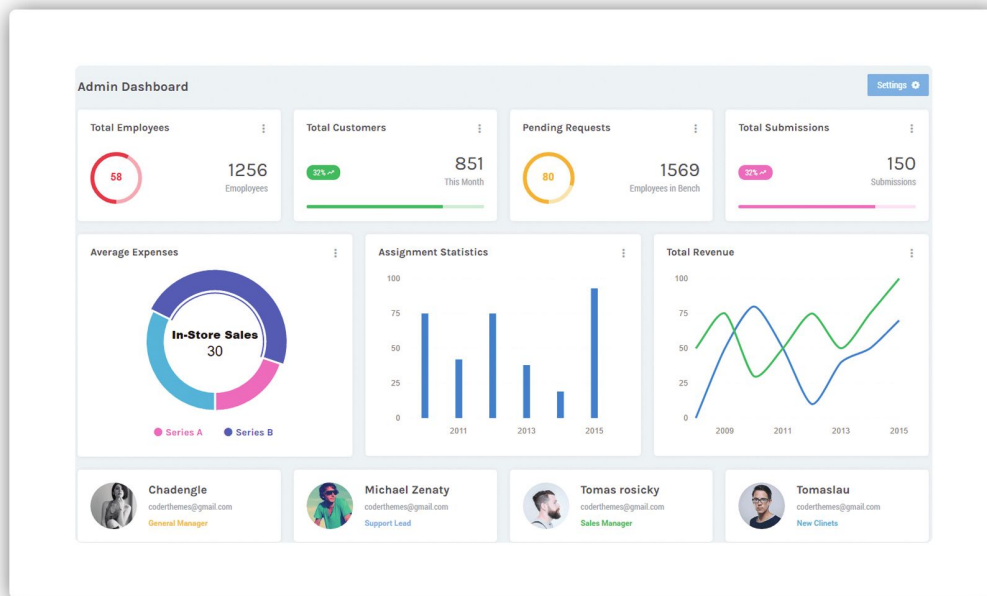 Admin Dashboard
Settings
Total Employees
58
1256
Emoployees
Total Customers
32%
851
This Month
Pending Requests
80
1569
Employees in Bench
Total Submissions
32%
150
Submissions
Average Expenses
In-Store Sales
30
Series A
Series B
Assignment Statistics
100
75
50
25
0
2011
2013
2015
Total Revenue
100
75
50
25
0
2009
2011
2013
2015
Chadengle
coderthemes@gmail.com
General Manager
Michael Zenaty
coderthemes@gmail.com
Support Lead
Tomas rosicky
coderthemes@gmail.com
Sales Manager
Tomaslau
coderthemes@gmail.com
New Clinets